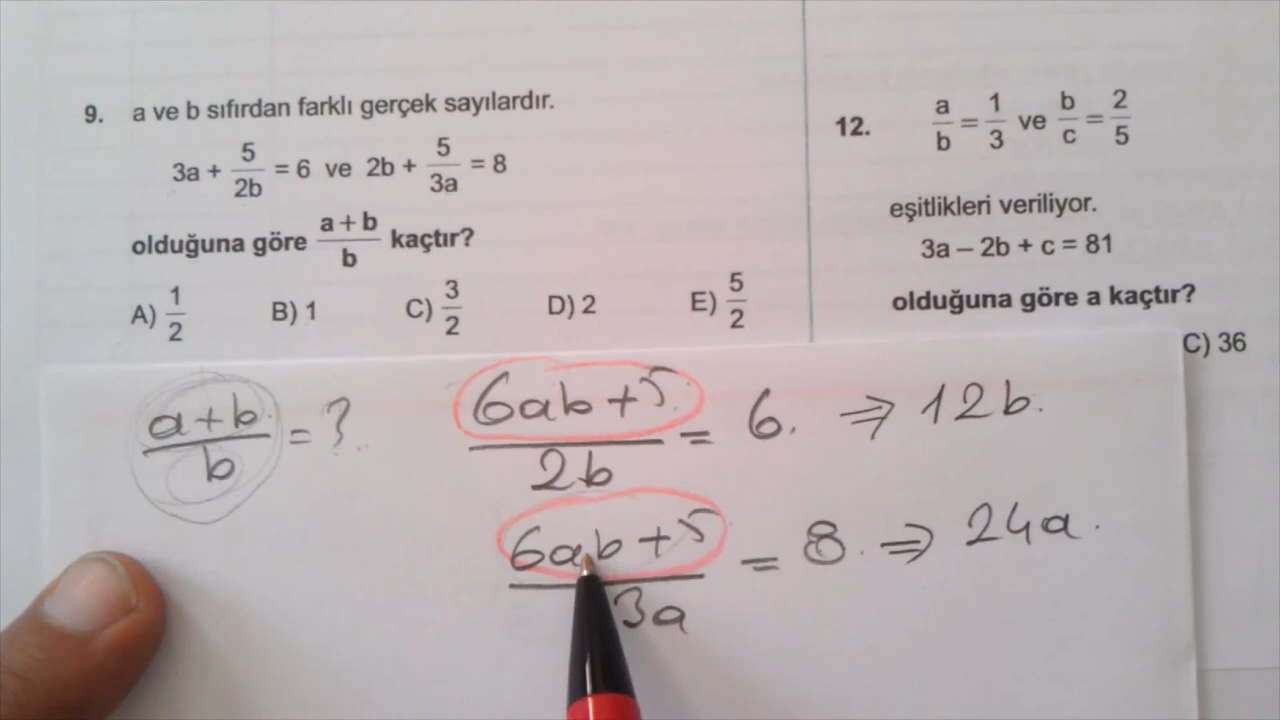 9. a ve b sıfırdan farklı gerçek sayılardır.
3a + 5/2b = 6 ve 2b + 5/3a = 8
olduğuna göre a+b/b kaçtır?
A) 1/2 B) 1 C) 3/2 D) 2 E) 5/2
12. a/b = 1/3 ve b/c = 2/5
eşitlikleri veriliyor.
3a – 2b + c = 81
olduğuna göre a kaçtır?
C) 36
a+b/b = ?
6ab+5/2b = 6. ⇒ 12b.
6ab+5/3a = 8. ⇒ 24a.